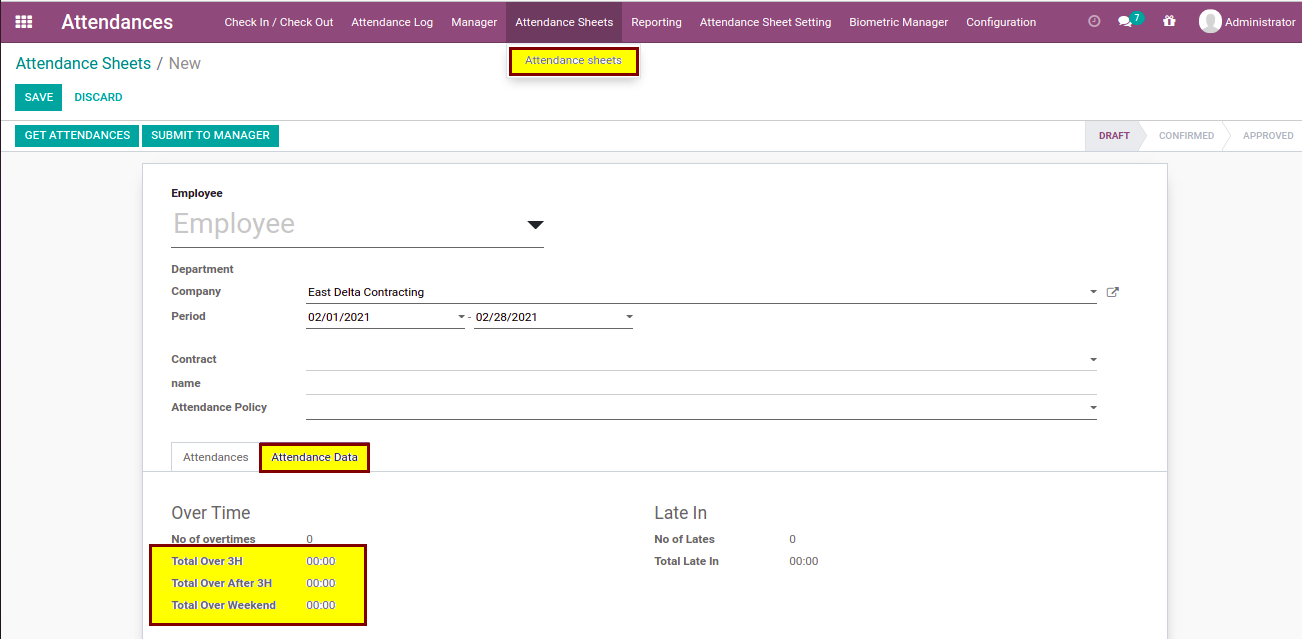 Attendances Check In / Check Out Attendance Log Manager Attendance Sheets Reporting Attendance Sheet Setting Biometric Manager Configuration 7 Administrator
Attendance sheets
Attendance Sheets / New
SAVE DISCARD
GET ATTENDANCES SUBMIT TO MANAGER DRAFT CONFIRMED APPROVED
Employee
Employee
Department
Company East Delta Contracting
Period 02/01/2021 - 02/28/2021
Contract
name
Attendance Policy
Attendances Attendance Data
Over Time Late In
No of overtimes 0 No of Lates 0
Total Over 3H 00:00 Total Late In 00:00
Total Over After 3H 00:00
Total Over Weekend 00:00